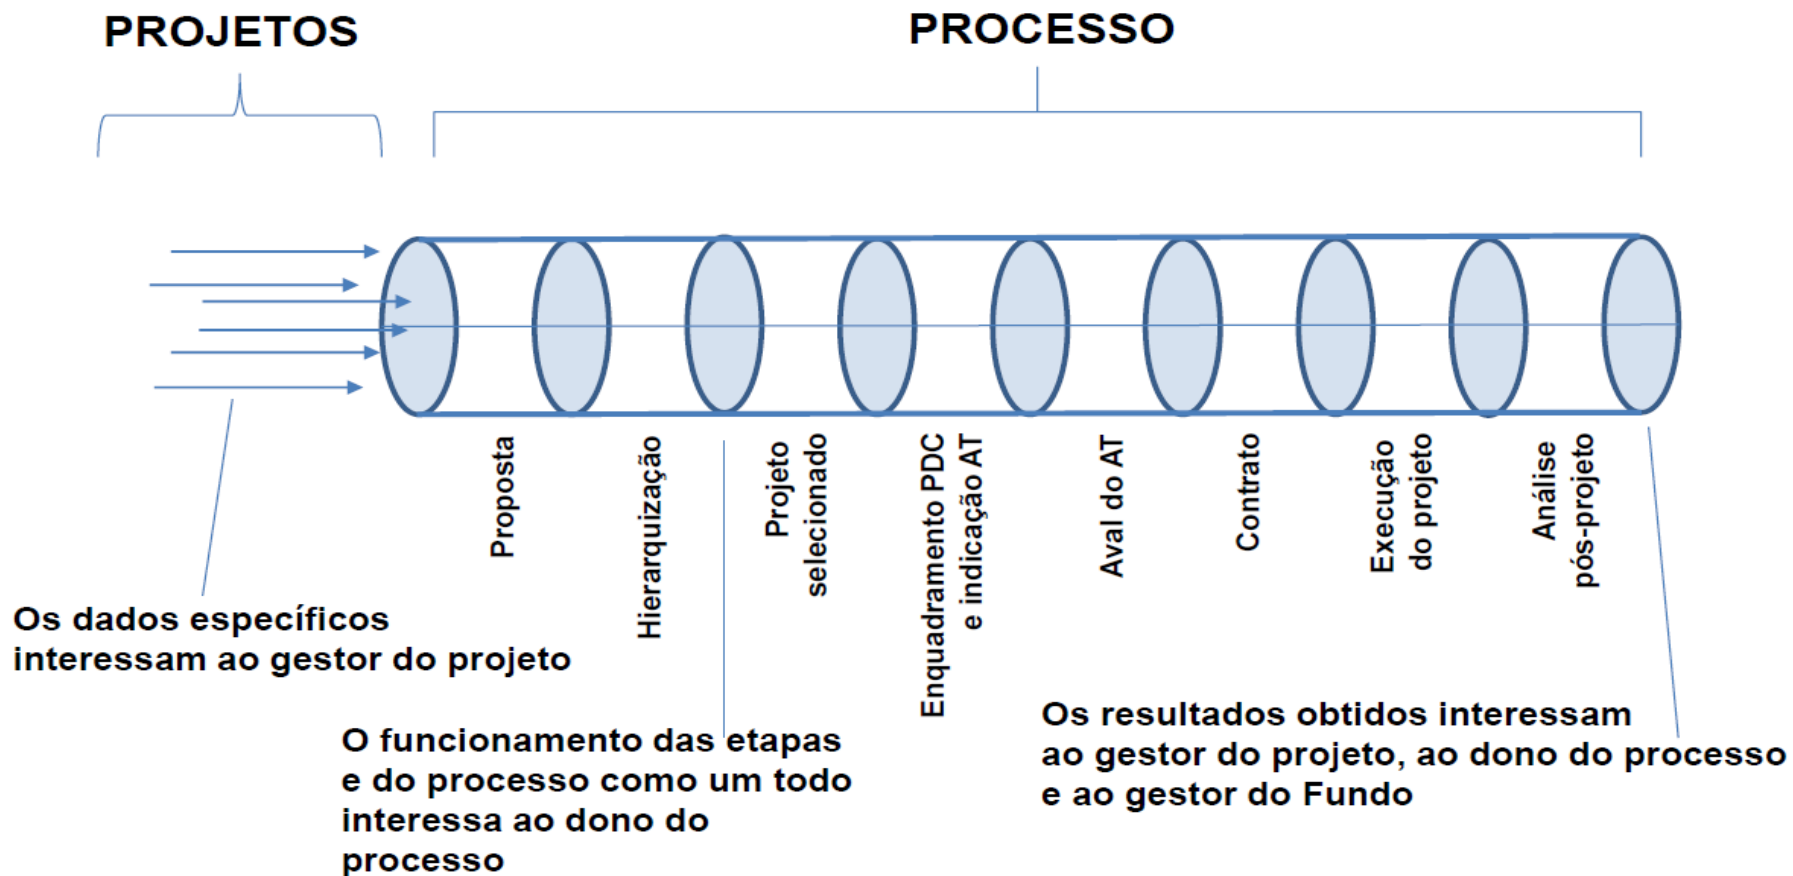 PROJETOS
PROCESSO
Proposta
Hierarquização
Projeto
selecionado
Enquadramento PDC
e indicação AT
Aval do AT
Contrato
Execução
do projeto
Análise
pós-projeto
Os dados específicos
interessam ao gestor do projeto
O funcionamento das etapas
e do processo como um todo
interessa ao dono do
processo
Os resultados obtidos interessam
ao gestor do projeto, ao dono do processo
e ao gestor do Fundo